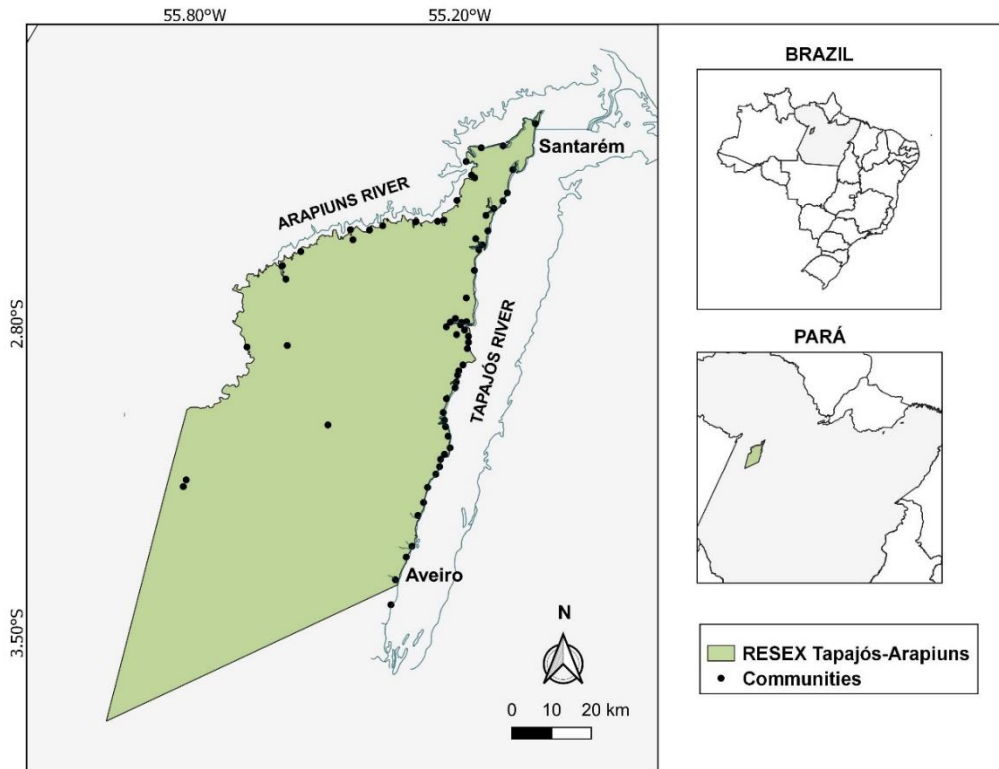 55.80°W
55.20°W
2.80°S
3.50°S
Santarém
ARAPIUNS RIVER
TAPAJÓS RIVER
Aveiro
N
0 10 20 km
BRAZIL
PARÁ
RESEX Tapajós-Arapiuns
Communities